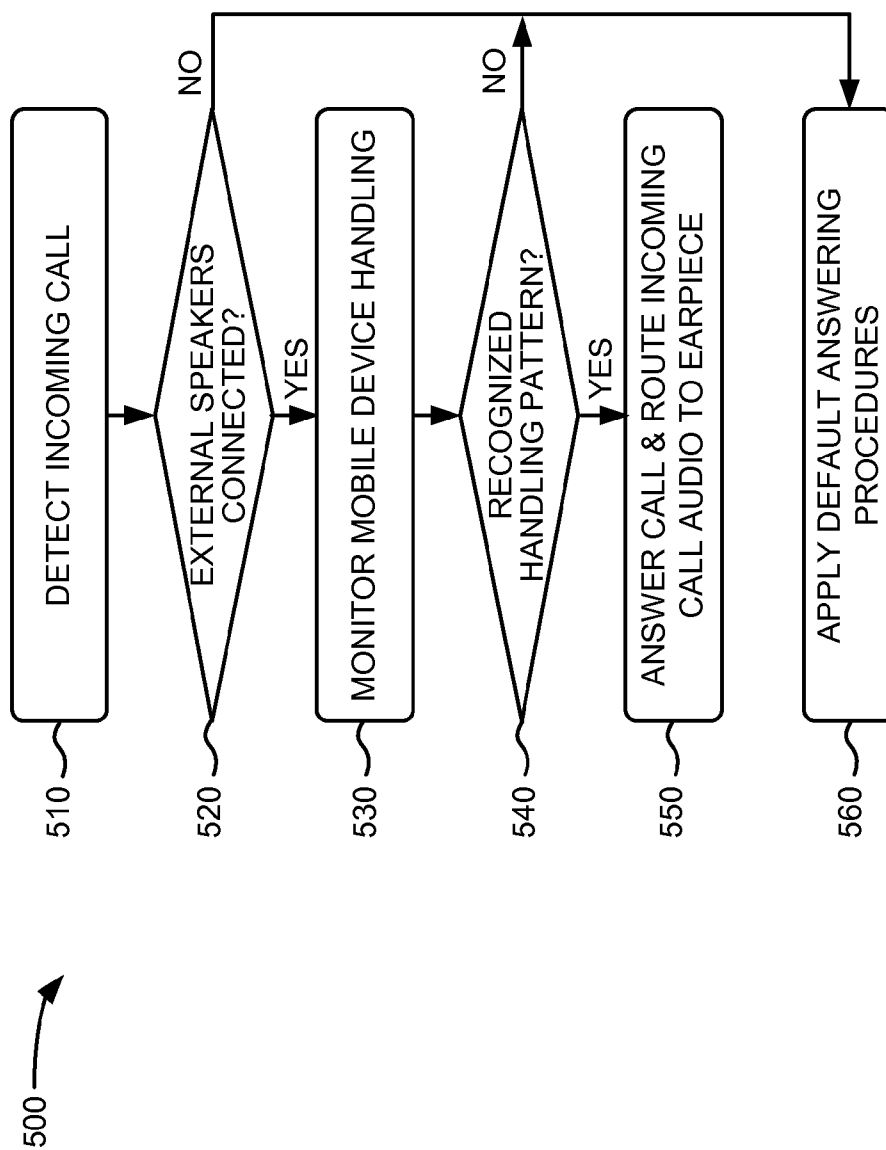 500
510
DETECT INCOMING CALL
520
EXTERNAL SPEAKERS
CONNECTED?
NO
YES
530
MONITOR MOBILE DEVICE HANDLING
540
RECOGNIZED
HANDLING PATTERN?
NO
YES
550
ANSWER CALL & ROUTE INCOMING
CALL AUDIO TO EARPIECE
560
APPLY DEFAULT ANSWERING
PROCEDURES